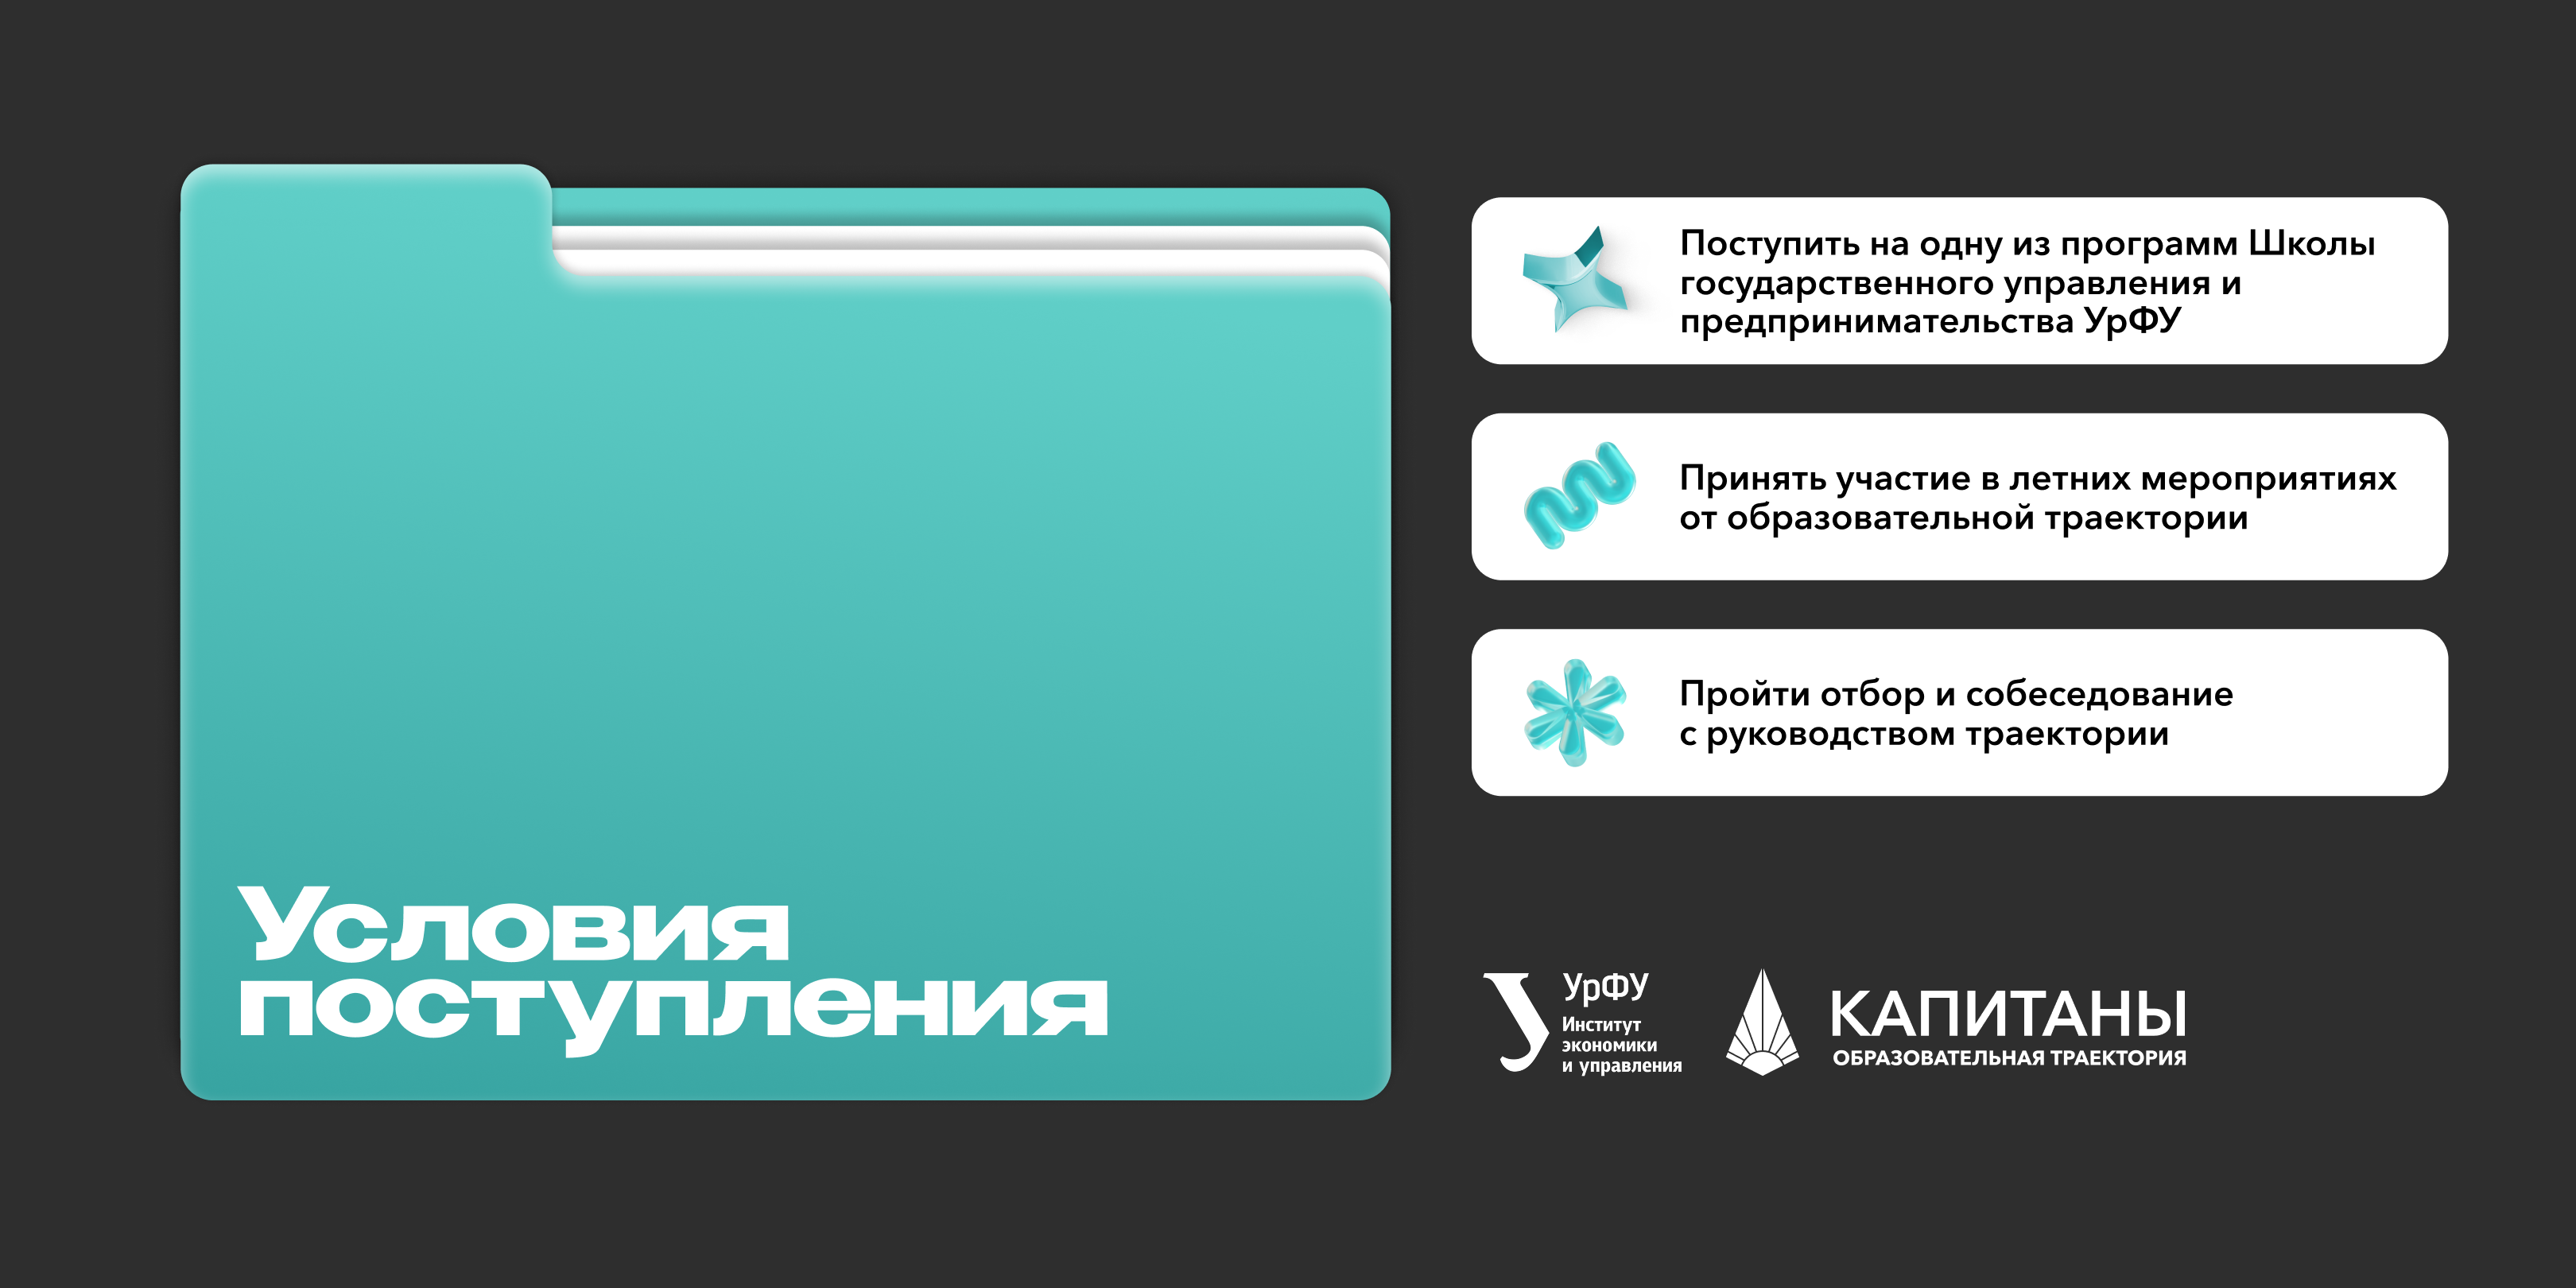 Условия
поступления
Поступить на одну из программ Школы
государственного управления и
предпринимательства УрФУ
Принять участие в летних мероприятиях
от образовательной траектории
Пройти отбор и собеседование
с руководством траектории
УрФУ
Институт
экономики
и управления
КАПИТАНЫ
ОБРАЗОВАТЕЛЬНАЯ ТРАЕКТОРИЯ